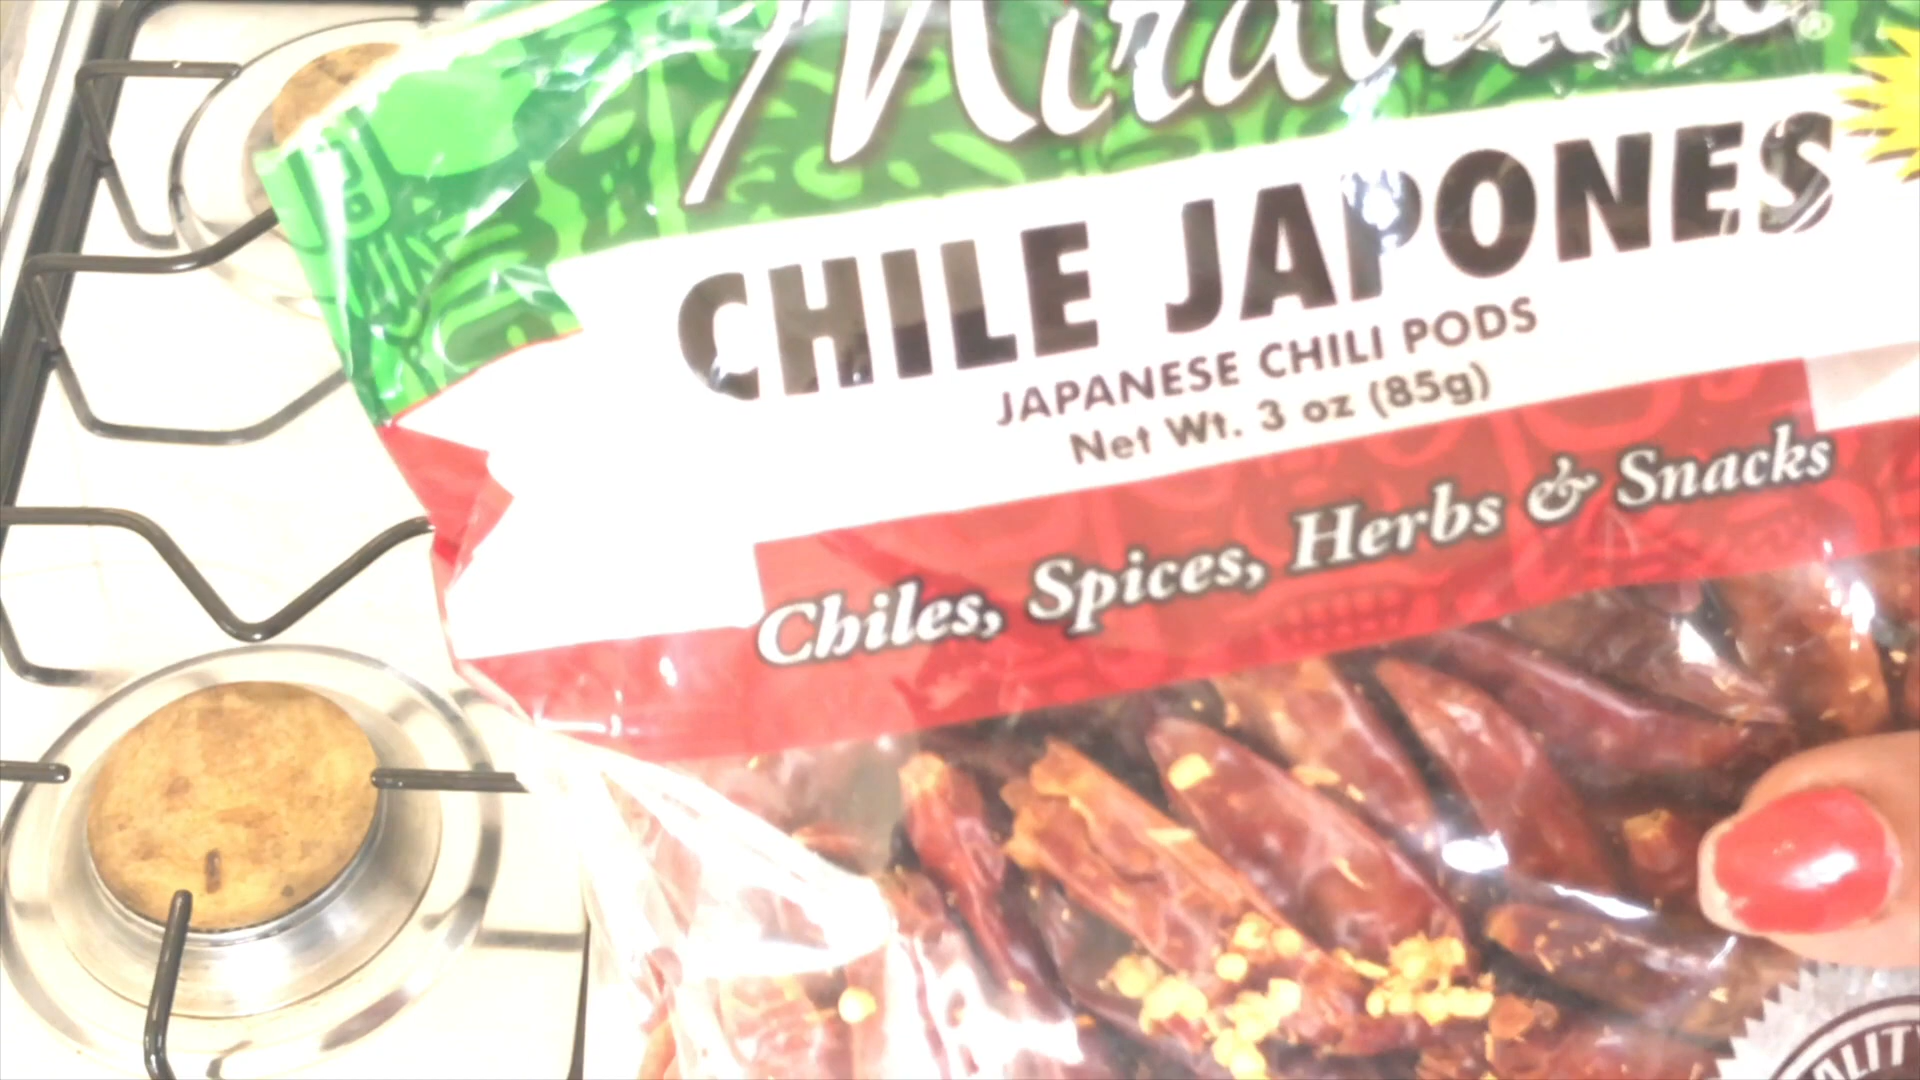 CHILE JAPONES
JAPANESE CHILI PODS
Net Wt. 3 oz (85g)
Chiles, Spices, Herbs & Snacks